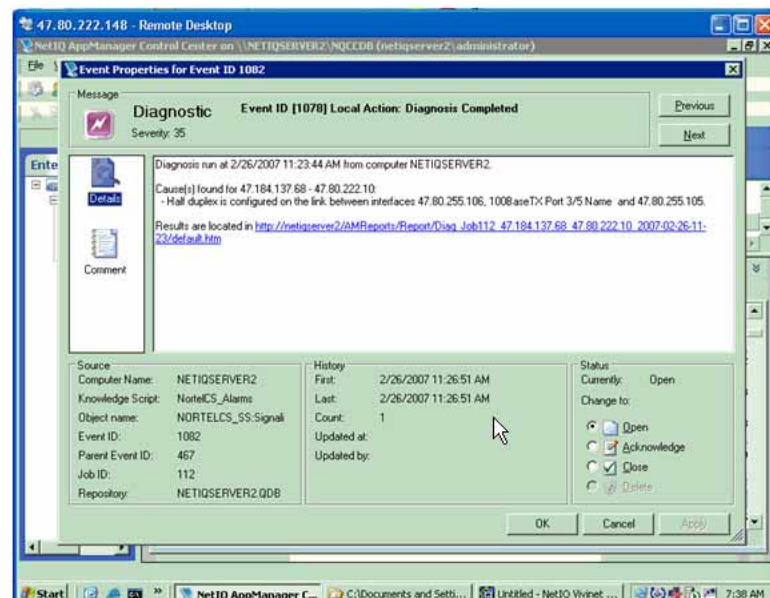 47.80.222.148 - Remote Desktop
NetIQ AppManager Control Center on \\NETIQSERVER2\NQCCDB (netiqserver2\administrator)
File
Event Properties for Event ID 1082
Message
Diagnostic
Event ID [1078] Local Action: Diagnosis Completed
Severity: 35
Previous
Next
Ente
Details
Comment
Diagnosis run at 2/26/2007 11:23:44 AM from computer NETIQSERVER2.
Cause(s) found for 47.184.137.68 - 47.80.222.10:
- Half duplex is configured on the link between interfaces 47.80.255.106, 100BaseTX Port 3/5 Name and 47.80.255.105.
Results are located in http://netiqserver2/AMReports/Report/Diag_Job112_47.184.137.68_47.80.222.10_2007-02-26-11-
23/default.htm
Source
Computer Name: NETIQSERVER2
Knowledge Script: NortelCS_Alarms
Object name: NORTELCS_SS:Signali
Event ID: 1082
Parent Event ID: 467
Job ID: 112
Repository: NETIQSERVER2.QDB
History
First: 2/26/2007 11:26:51 AM
Last: 2/26/2007 11:26:51 AM
Count: 1
Updated at:
Updated by:
Status
Currently: Open
Change to:
Open
Acknowledge
Close
Delete
OK
Cancel
Apply
Start
NetIQ AppManager C...
C:\Documents and Setti...
Untitled - NetIQ Vivinet ...
7:38 AM